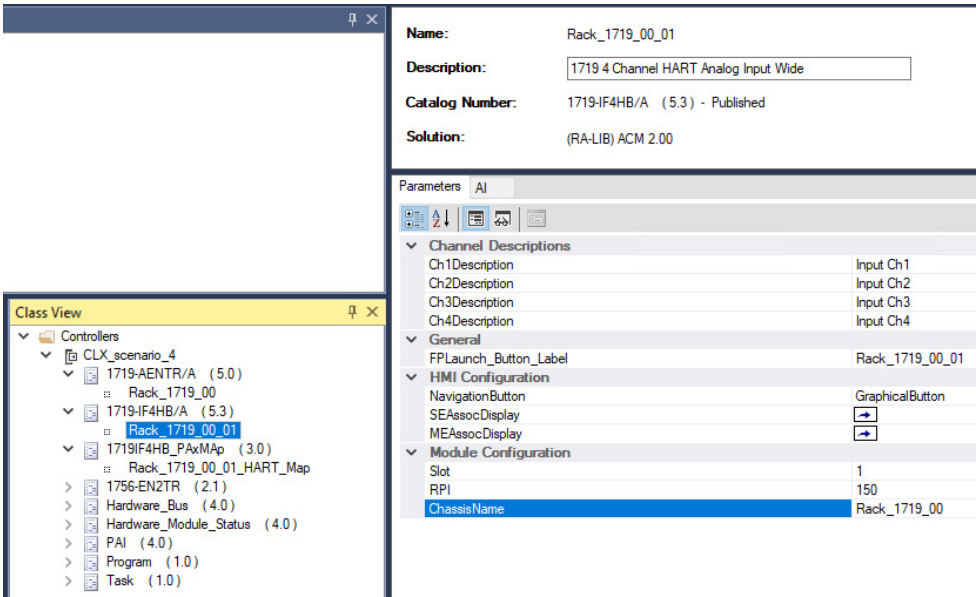 Name: Rack_1719_00_01
Description: 1719 4 Channel HART Analog Input Wide
Catalog Number: 1719-IF4HB/A (5.3) - Published
Solution: (RA-LIB) ACM 2.00
Parameters AI
Channel Descriptions
Ch1Description Input Ch1
Ch2Description Input Ch2
Ch3Description Input Ch3
Ch4Description Input Ch4
General
FPLaunch_Button_Label Rack_1719_00_01
HMI Configuration
NavigationButton GraphicalButton
SEAssocDisplay
MEAssocDisplay
Module Configuration
Slot 1
RPI 150
ChassisName Rack_1719_00
Class View
Controllers
CLX_scenario_4
1719-AENTR/A (5.0)
Rack_1719_00
1719-IF4HB/A (5.3)
Rack_1719_00_01
1719IF4HB_PAxMAp (3.0)
Rack_1719_00_01_HART_Map
1756-EN2TR (2.1)
Hardware_Bus (4.0)
Hardware_Module_Status (4.0)
PAI (4.0)
Program (1.0)
Task (1.0)